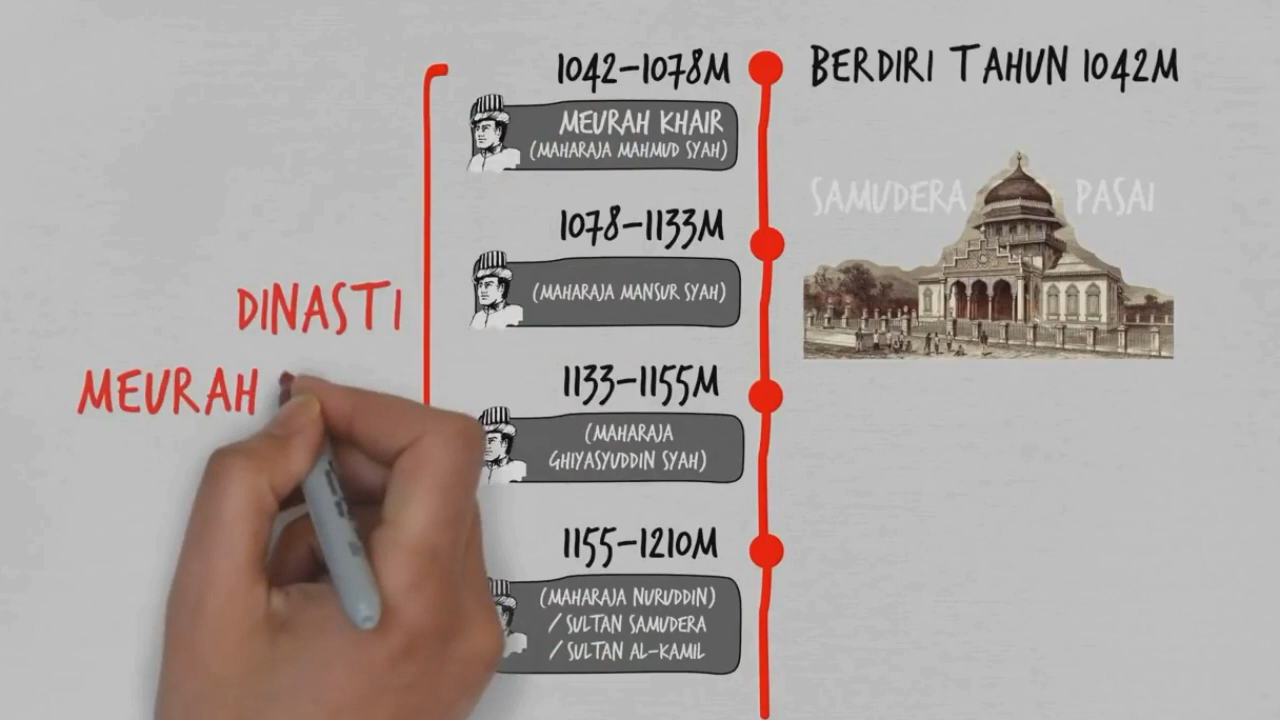 1042–1078M
BERDIRI TAHUN 1042M
MEURAH KHAIR
(MAHARAJA MAHMUD SYAH)
SAMUDERA PASAI
1078–1133M
(MAHARAJA MANSUR SYAH)
DINASTI
MEURAH
1133–1155M
(MAHARAJA
GHIYASYUDDIN SYAH)
1155–1210M
(MAHARAJA NURUDDIN)
/ SULTAN SAMUDERA
/ SULTAN AL-KAMIL